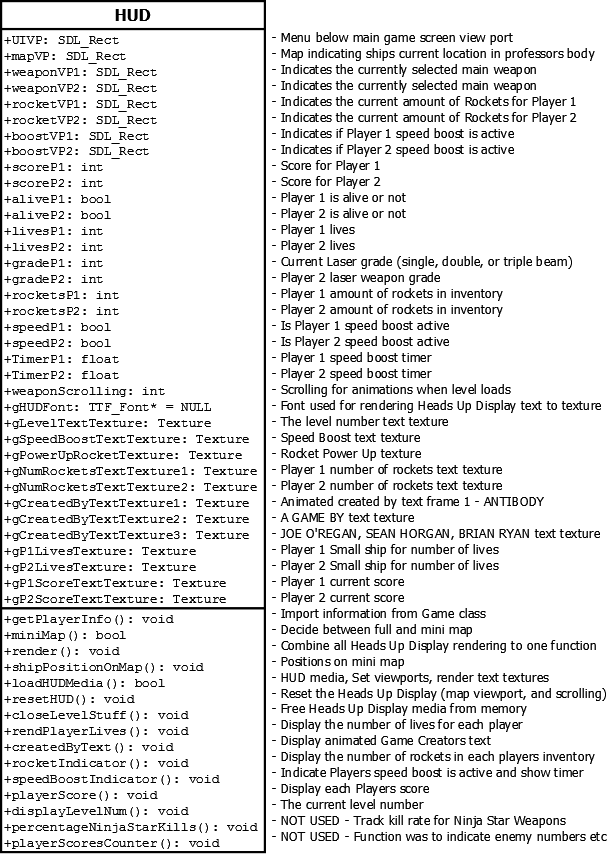 HUD
+UIVP: SDL_Rect - Menu below main game screen view port
+mapVP: SDL_Rect - Map indicating ships current location in professors body
+weaponVP1: SDL_Rect - Indicates the currently selected main weapon
+weaponVP2: SDL_Rect - Indicates the currently selected main weapon
+rocketVP1: SDL_Rect - Indicates the current amount of Rockets for Player 1
+rocketVP2: SDL_Rect - Indicates the current amount of Rockets for Player 2
+boostVP1: SDL_Rect - Indicates if Player 1 speed boost is active
+boostVP2: SDL_Rect - Indicates if Player 2 speed boost is active
+scoreP1: int - Score for Player 1
+scoreP2: int - Score for Player 2
+aliveP1: bool - Player 1 is alive or not
+aliveP2: bool - Player 2 is alive or not
+livesP1: int - Player 1 lives
+livesP2: int - Player 2 lives
+gradeP1: int - Current Laser grade (single, double, or triple beam)
+gradeP2: int - Player 2 laser weapon grade
+rocketsP1: int - Player 1 amount of rockets in inventory
+rocketsP2: int - Player 2 amount of rockets in inventory
+speedP1: bool - Is Player 1 speed boost active
+speedP2: bool - Is Player 2 speed boost active
+TimerP1: float - Player 1 speed boost timer
+TimerP2: float - Player 2 speed boost timer
+weaponScrolling: int - Scrolling for animations when level loads
+gHUDFont: TTF_Font* = NULL - Font used for rendering Heads Up Display text to texture
+gLevelTextTexture: Texture - The level number text texture
+gSpeedBoostTextTexture: Texture - Speed Boost text texture
+gPowerUpRocketTexture: Texture - Rocket Power Up texture
+gNumRocketsTextTexture1: Texture - Player 1 number of rockets text texture
+gNumRocketsTextTexture2: Texture - Player 2 number of rockets text texture
+gCreatedByTextTexture1: Texture - Animated created by text frame 1 - ANTIBODY
+gCreatedByTextTexture2: Texture - A GAME BY text texture
+gCreatedByTextTexture3: Texture - JOE O'REGAN, SEAN HORGAN, BRIAN RYAN text texture
+gP1LivesTexture: Texture - Player 1 Small ship for number of lives
+gP2LivesTexture: Texture - Player 2 Small ship for number of lives
+gP1ScoreTextTexture: Texture - Player 1 current score
+gP2ScoreTextTexture: Texture - Player 2 current score
+getPlayerInfo(): void - Import information from Game class
+miniMap(): bool - Decide between full and mini map
+render(): void - Combine all Heads Up Display rendering to one function
+shipPositionOnMap(): void - Positions on mini map
+loadHUDMedia(): bool - HUD media, Set viewports, render text textures
+resetHUD(): void - Reset the Heads Up Display (map viewport, and scrolling)
+closeLevelStuff(): void - Free Heads Up Display media from memory
+rendPlayerLives(): void - Display the number of lives for each player
+createdByText(): void - Display animated Game Creators text
+rocketIndicator(): void - Display the number of rockets in each players inventory
+speedBoostIndicator(): void - Indicate Players speed boost is active and show timer
+playerScore(): void - Display each Players score
+displayLevelNum(): void - The current level number
+percentageNinjaStarKills(): void - NOT USED - Track kill rate for Ninja Star Weapons
+playerScoresCounter(): void - NOT USED - Function was to indicate enemy numbers etc